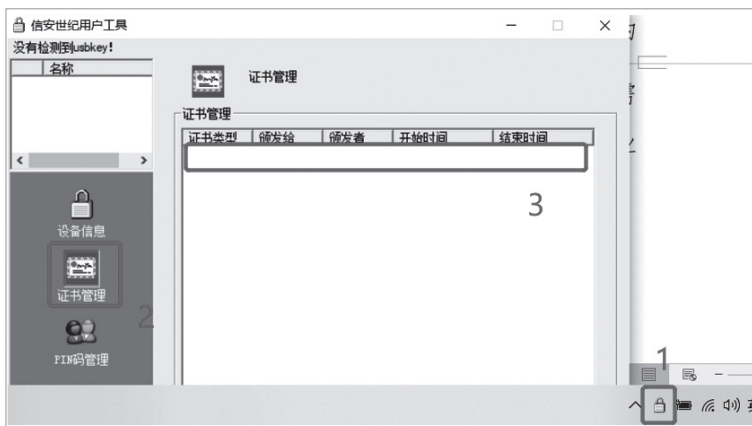 信安世纪用户工具
没有检测到usbkey!
名称
证书管理
证书管理
证书类型 颁发给 颁发者 开始时间 结束时间
3
设备信息
证书管理
2
PIN码管理
1